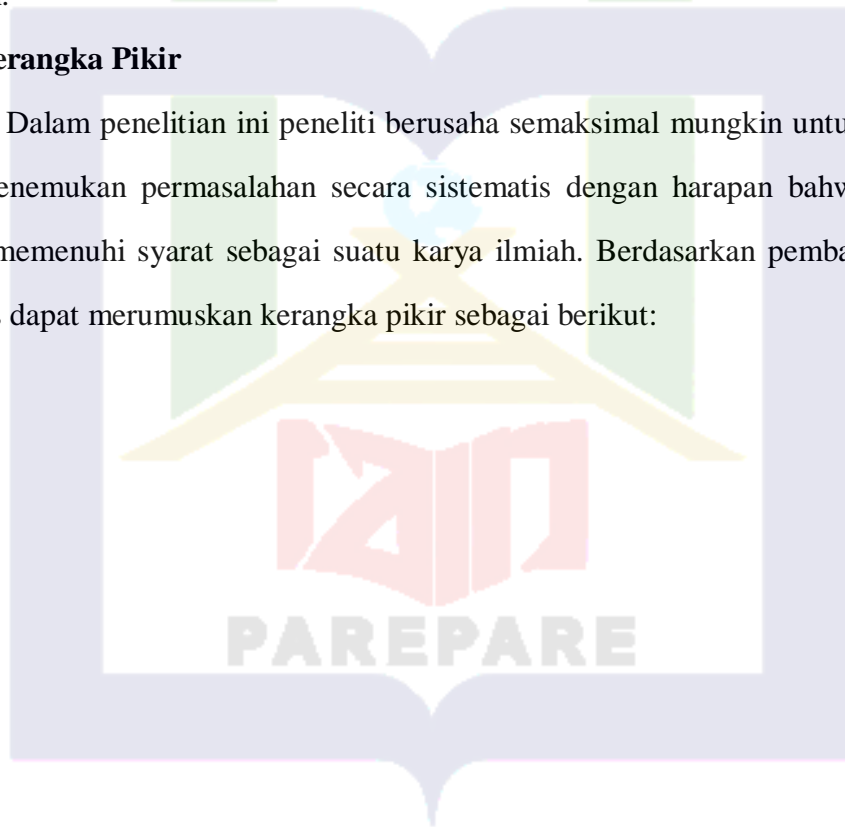 .
erangka Pikir
Dalam penelitian ini peneliti berusaha semaksimal mungkin untu
enemukan permasalahan secara sistematis dengan harapan bahw
memenuhi syarat sebagai suatu karya ilmiah. Berdasarkan pemba
dapat merumuskan kerangka pikir sebagai berikut:
iain
PAREPARE